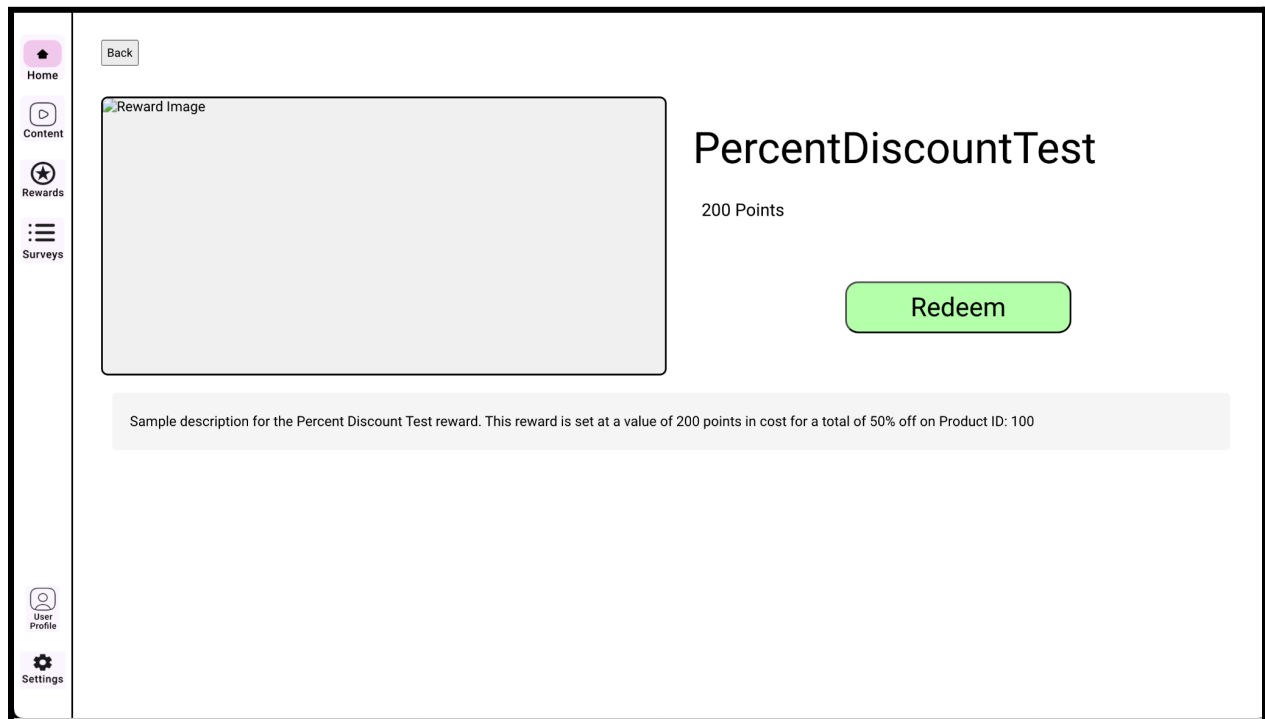 Home
Content
Rewards
Surveys
User
Profile
Settings
Back
Reward Image
PercentDiscountTest
200 Points
Redeem
Sample description for the Percent Discount Test reward. This reward is set at a value of 200 points in cost for a total of 50% off on Product ID: 100